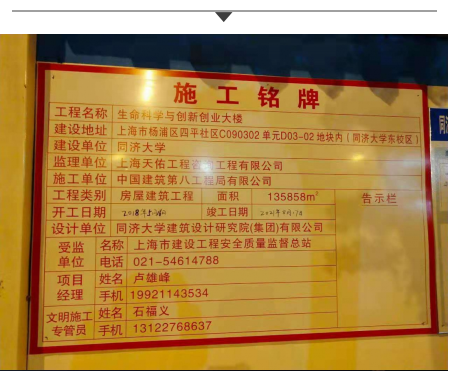 施工铭牌
工程名称 生命科学与创新创业大楼
建设地址 上海市杨浦区四平社区C090302单元D03-02地块内(同济大学东校区)
建设单位 同济大学
监理单位 上海天佑工程咨询工程有限公司
施工单位 中国建筑第八工程局有限公司
工程类别 房屋建筑工程 面积 135858m² 告示栏
开工日期 2018年 竣工日期
设计单位 同济大学建筑设计研究院(集团)有限公司
受监单位 名称 上海市建设工程安全质量监督总站
电话 021-54614788
项目经理 姓名 卢雄峰
手机 19921143534
文明施工专管员 姓名 石福义
手机 13122768637